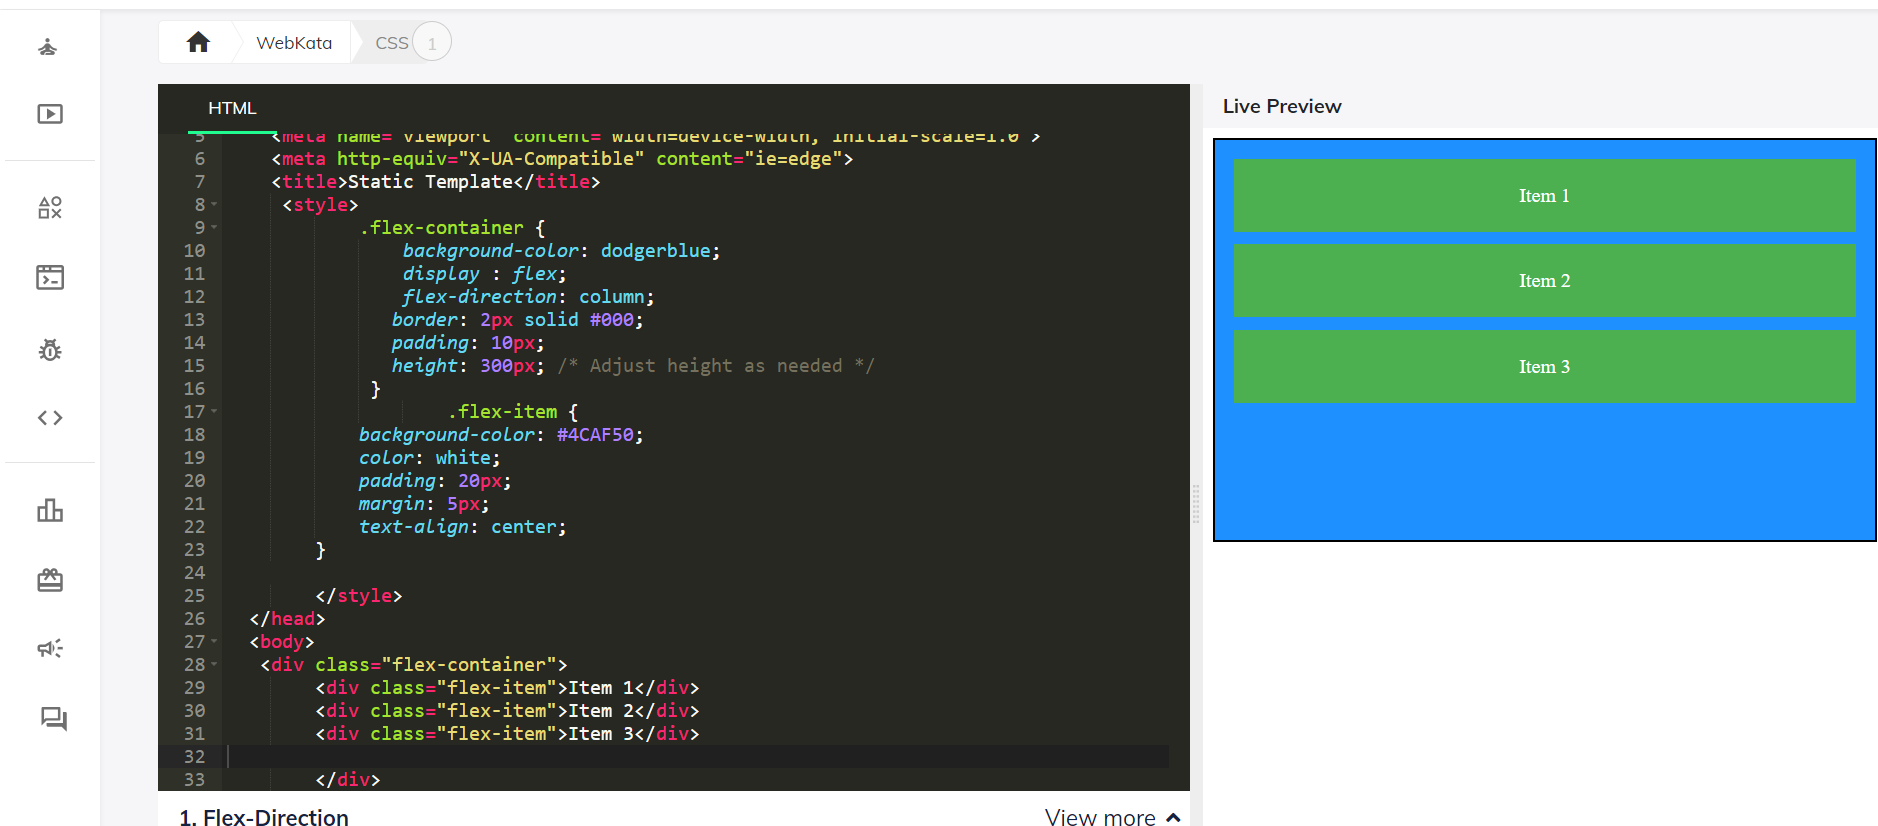 WebKata
CSS
1
HTML
5 <meta name="viewport" content="width=device-width, initial-scale=1.0">
6 <meta http-equiv="X-UA-Compatible" content="ie=edge">
7 <title>Static Template</title>
8 <style>
9 .flex-container {
10 background-color: dodgerblue;
11 display : flex;
12 flex-direction: column;
13 border: 2px solid #000;
14 padding: 10px;
15 height: 300px; /* Adjust height as needed */
16 }
17 .flex-item {
18 background-color: #4CAF50;
19 color: white;
20 padding: 20px;
21 margin: 5px;
22 text-align: center;
23 }
24
25 </style>
26 </head>
27 <body>
28 <div class="flex-container">
29 <div class="flex-item">Item 1</div>
30 <div class="flex-item">Item 2</div>
31 <div class="flex-item">Item 3</div>
32
33 </div>
1. Flex-Direction
View more
Live Preview
Item 1
Item 2
Item 3